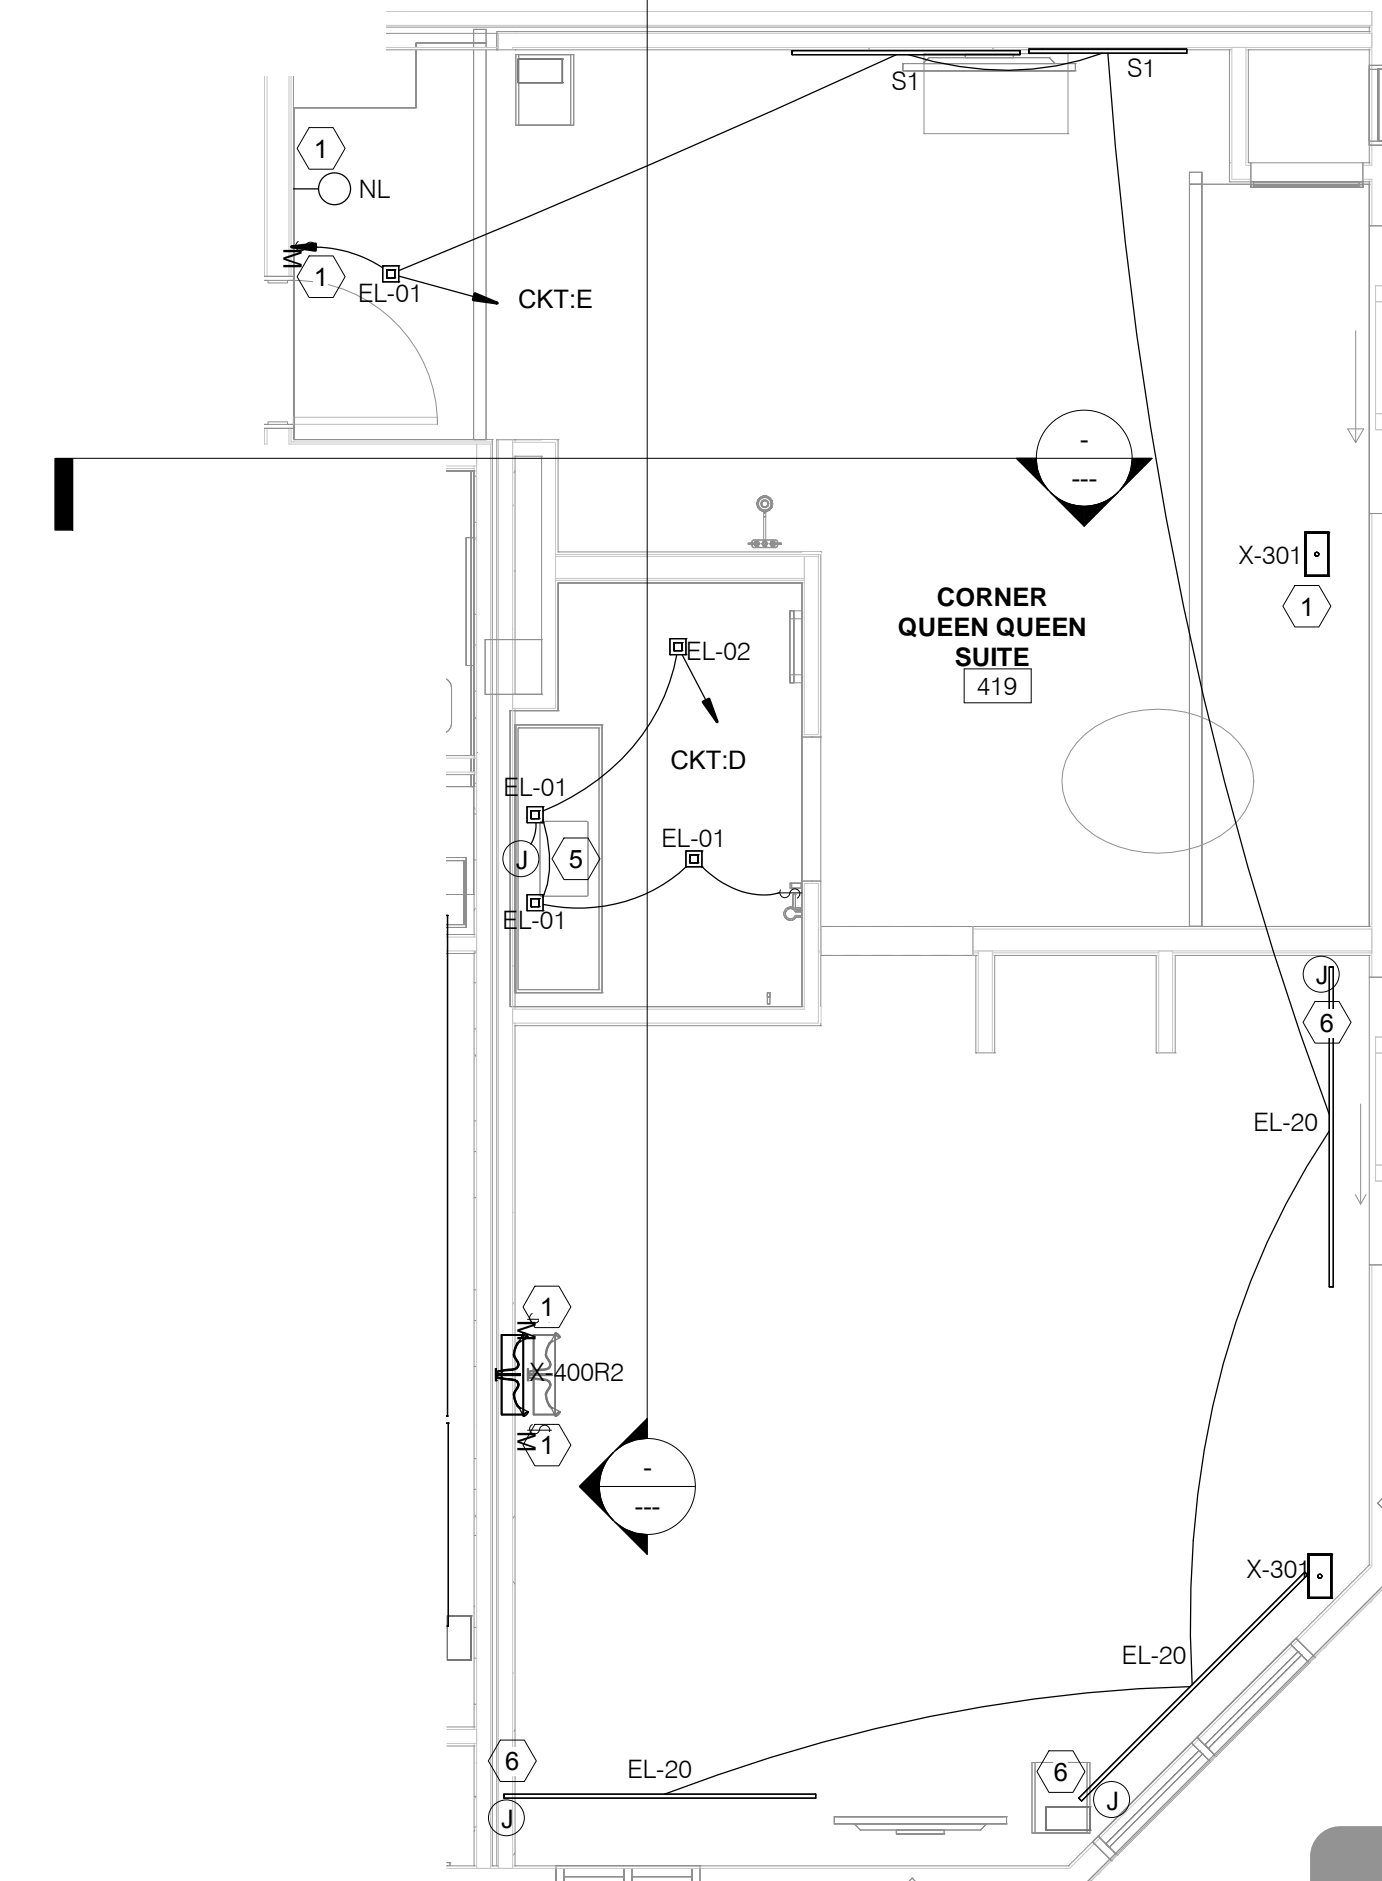 S1
S1
1
NL
M
1
EL-01
CKT:E
-
---
X-301
1
CORNER
QUEEN QUEEN
SUITE
419
EL-02
CKT:D
EL-01
EL-01
J
5
EL-01
J
6
EL-20
1
M
X-400R2
M
1
-
---
X-301
EL-20
6
EL-20
6
J
J